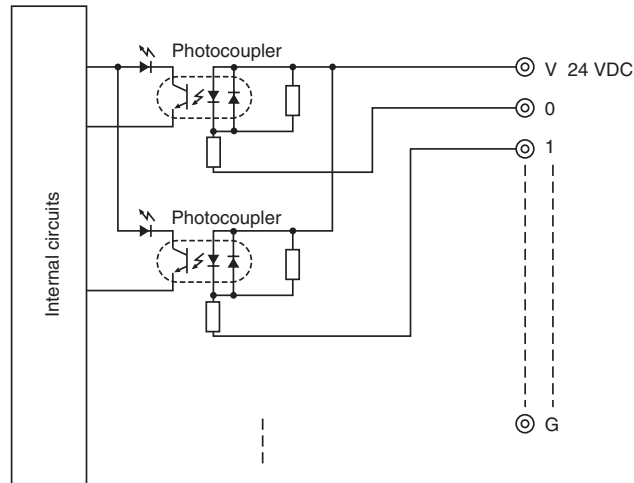 Photocoupler
V 24 VDC
0
1
Photocoupler
Internal circuits
G